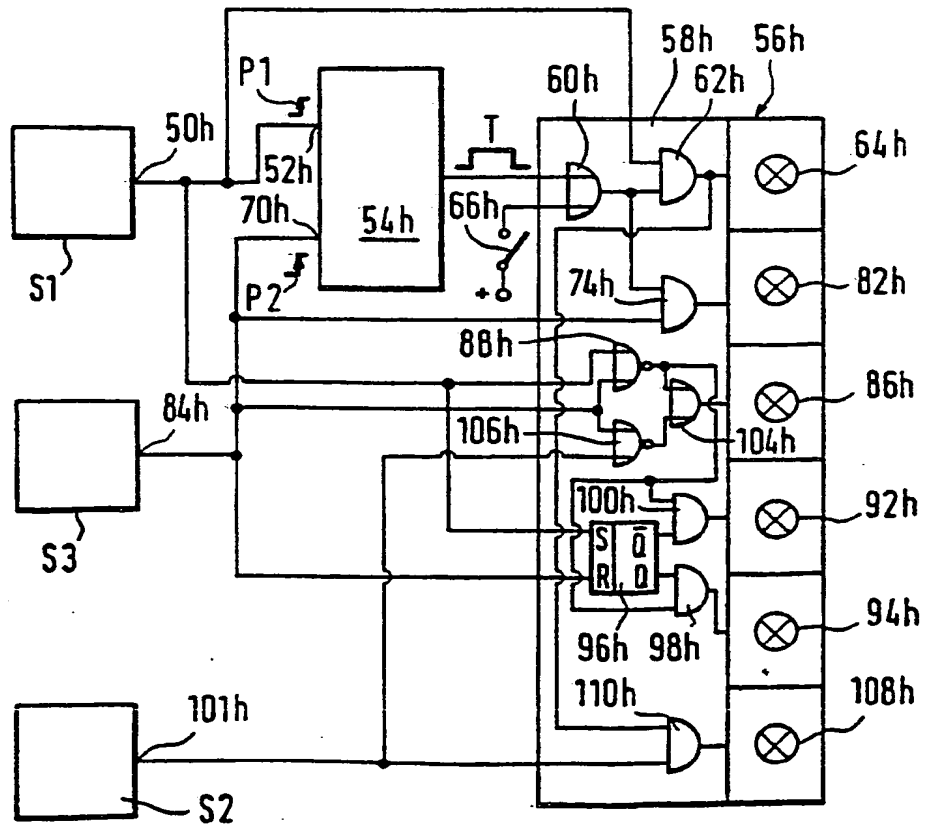 58h 56h
P1 60h 62h
50h T 64h
52h
70h 66h
54h
S1 P2 + 74h 82h
88h
84h 86h
106h 104h
100h 92h
S3 S Q̅
R Q 94h
96h 98h
101h 110h 108h
S2